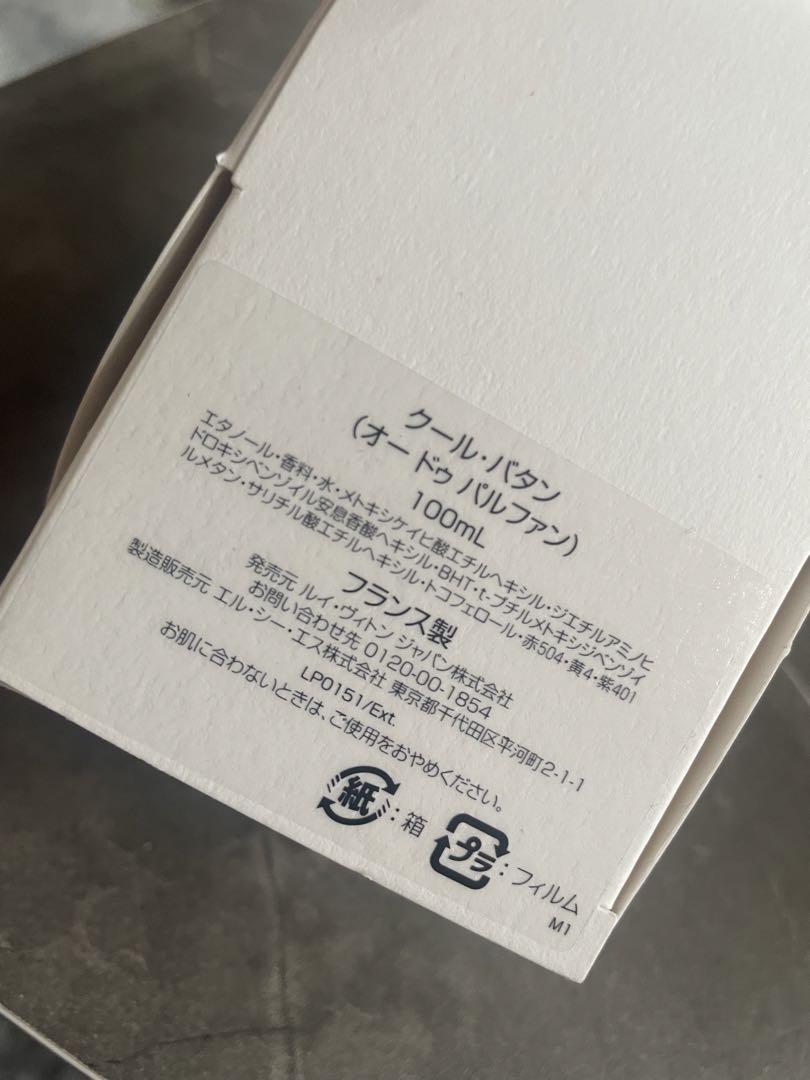 クール・バタン
(オー ドゥ パルファン)
100mL
エタノール・香料・水・メトキシケイヒ酸エチルヘキシル・ジエチルアミノヒ
ドロキシベンゾイル安息香酸ヘキシル・BHT・t-ブチルメトキシジベンゾイ
ルメタン・サリチル酸エチルヘキシル・トコフェロール・赤504・黄4・紫401
フランス製
発売元 ルイ・ヴィトン ジャパン株式会社
お問い合わせ先 0120-00-1854
製造販売元 エル・シー・エス株式会社 東京都千代田区平河町2-1-1
LP0151/Ext.
お肌に合わないときは、ご使用をおやめください。
紙:箱
プラ:フィルム
M1